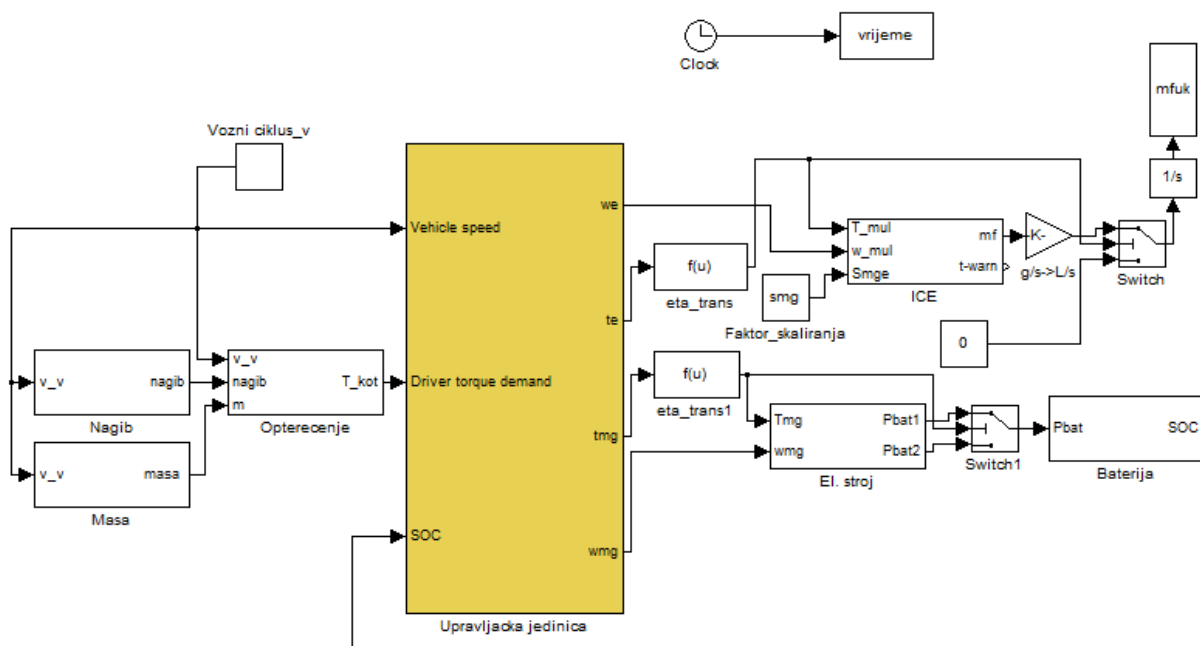 vrijeme
Clock
mfuk
Vozni ciklus_v
1/s
Vehicle speed
we
T_mul
w_mul
Smge
mf
t-warn
ICE
K-
g/s->L/s
Switch
f(u)
eta_trans
smg
Faktor_skaliranja
te
0
v_v
nagib
Nagib
v_v
nagib
m
T_kot
Opterecenje
Driver torque demand
f(u)
eta_trans1
tmg
Tmg
wmg
Pbat1
Pbat2
El. stroj
Switch1
Pbat
SOC
Baterija
v_v
masa
Masa
SOC
wmg
Upravljacka jedinica